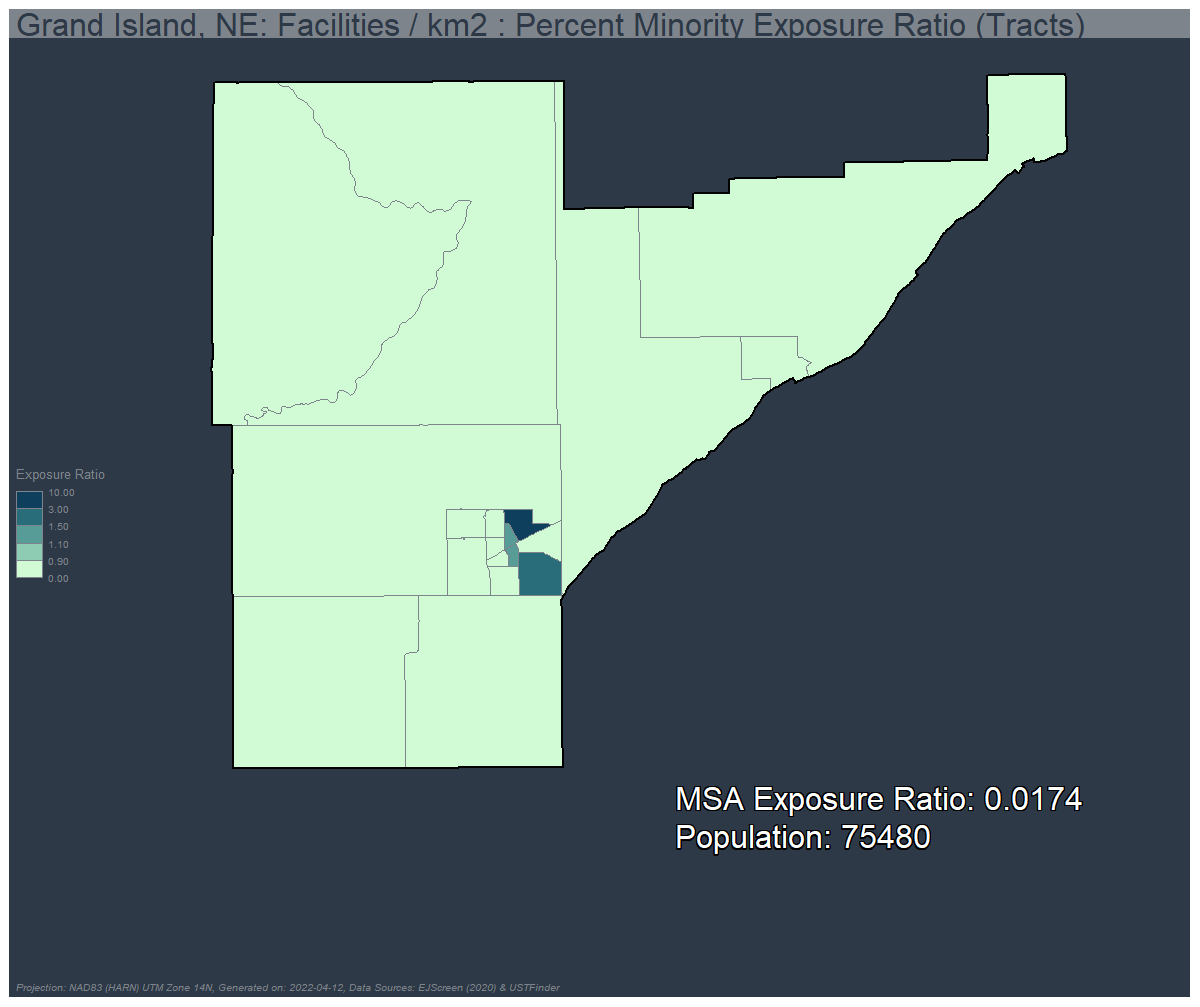 Grand Island, NE: Facilities / km2 : Percent Minority Exposure Ratio (Tracts)
Exposure Ratio
10.00
3.00
1.50
1.10
0.90
0.00
MSA Exposure Ratio: 0.0174
Population: 75480
Projection: NAD83 (HARN) UTM Zone 14N, Generated on: 2022-04-12, Data Sources: EJScreen (2020) & USTFinder